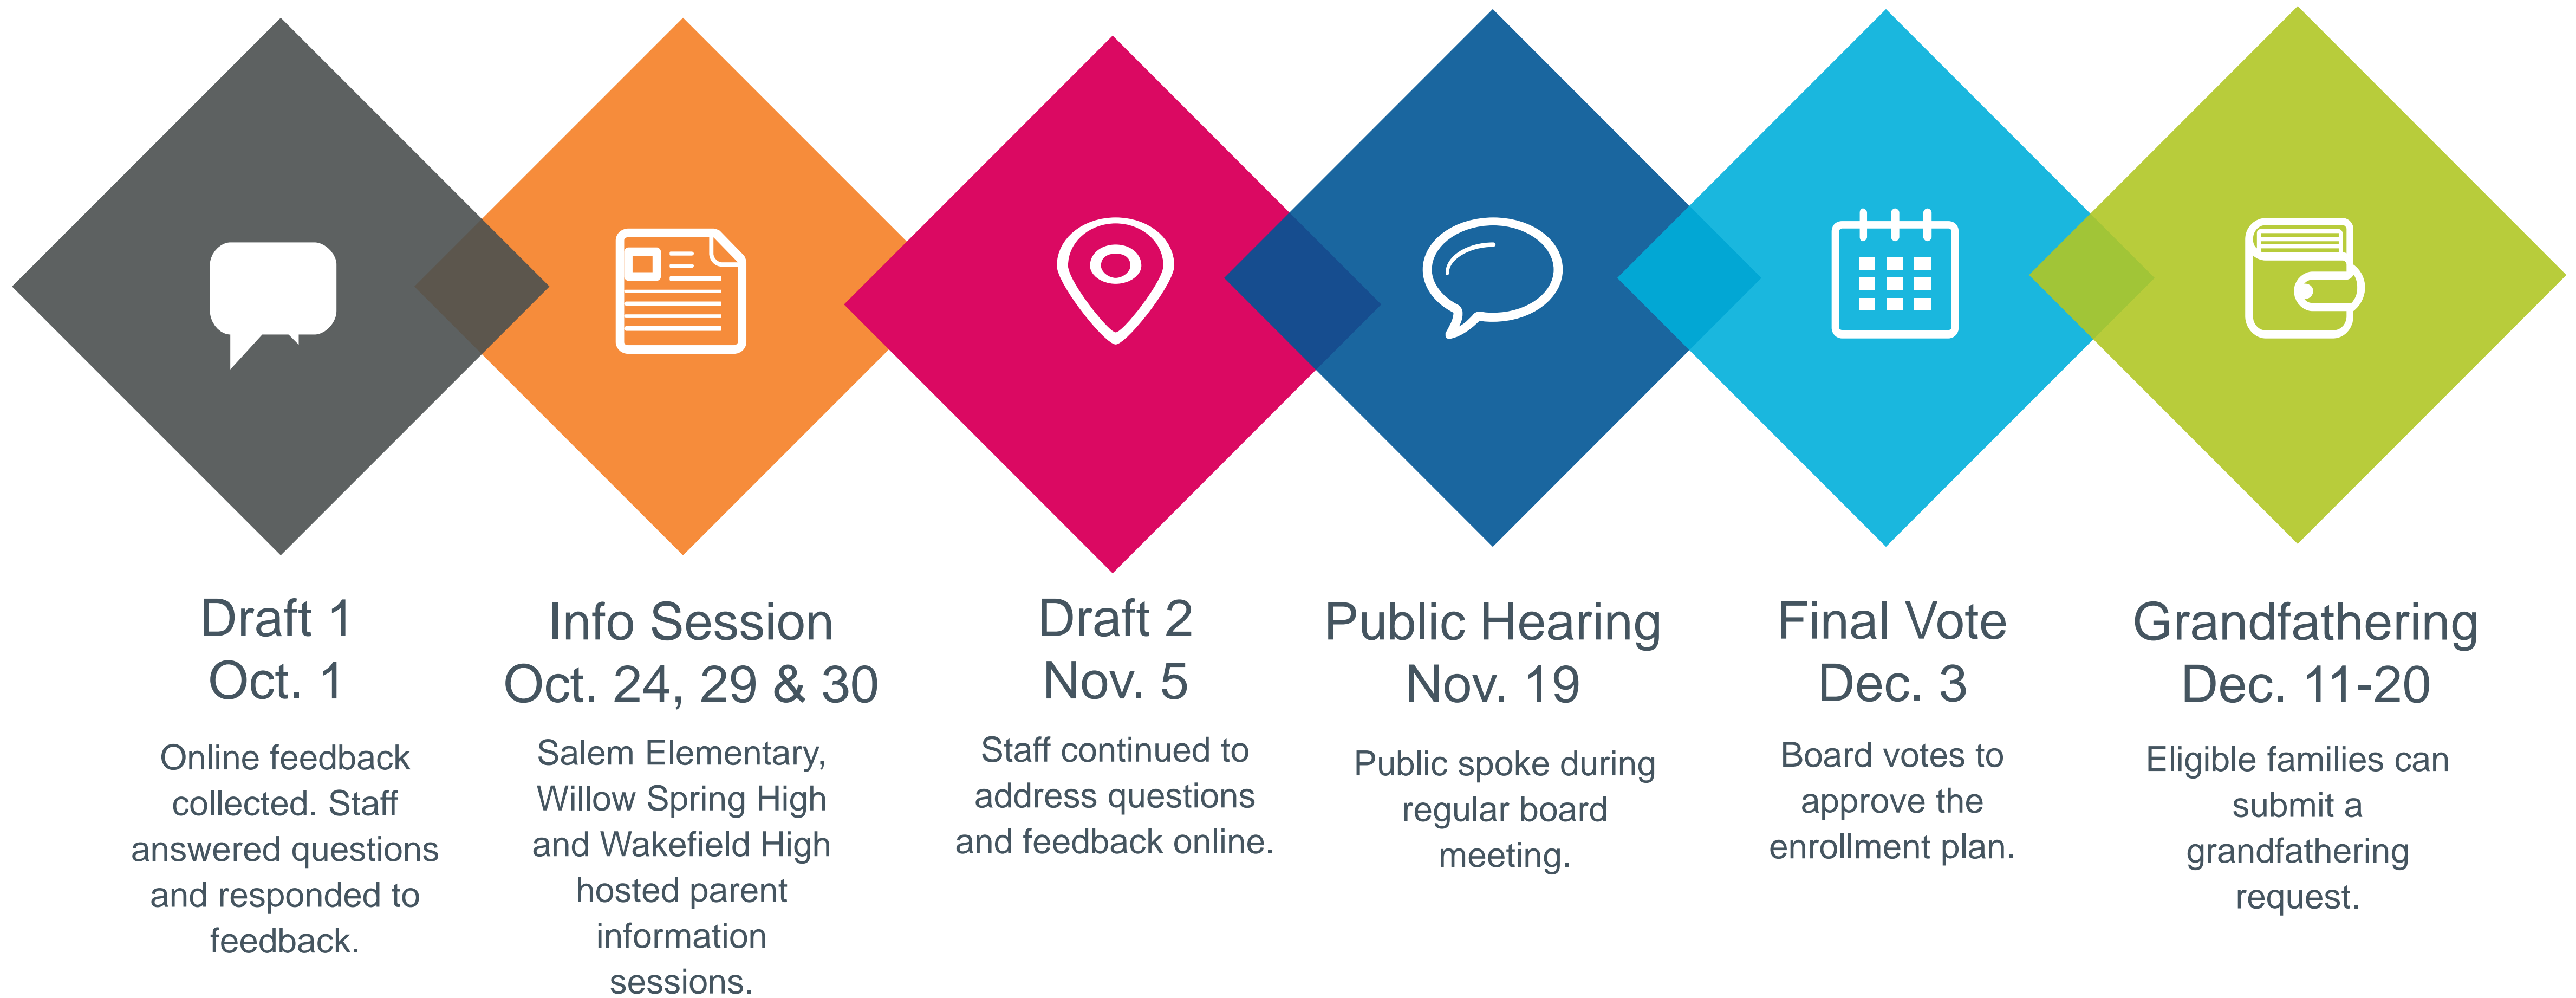 Draft 1
Oct. 1
Online feedback
collected. Staff
answered questions
and responded to
feedback.
Info Session
Oct. 24, 29 & 30
Salem Elementary,
Willow Spring High
and Wakefield High
hosted parent
information
sessions.
Draft 2
Nov. 5
Staff continued to
address questions
and feedback online.
Public Hearing
Nov. 19
Public spoke during
regular board
meeting.
Final Vote
Dec. 3
Board votes to
approve the
enrollment plan.
Grandfathering
Dec. 11-20
Eligible families can
submit a
grandfathering
request.